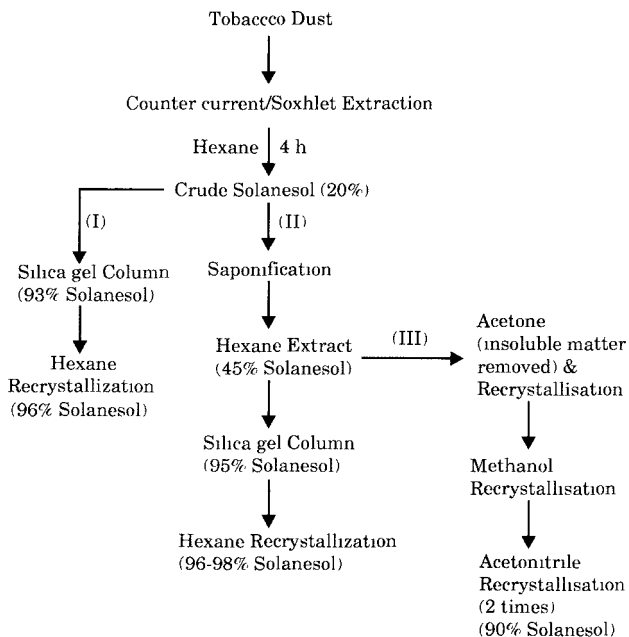 Tobaccco Dust
Counter current/Soxhlet Extraction
Hexane 4 h
Crude Solanesol (20%)
(I)
(II)
Silica gel Column
(93% Solanesol)
Hexane
Recrystallization
(96% Solanesol)
Saponification
Hexane Extract
(45% Solanesol)
(III)
Acetone
(insoluble matter
removed) &
Recrystallisation
Silica gel Column
(95% Solanesol)
Methanol
Recrystallisation
Hexane Recrystallization
(96-98% Solanesol)
Acetonitrile
Recrystallisation
(2 times)
(90% Solanesol)